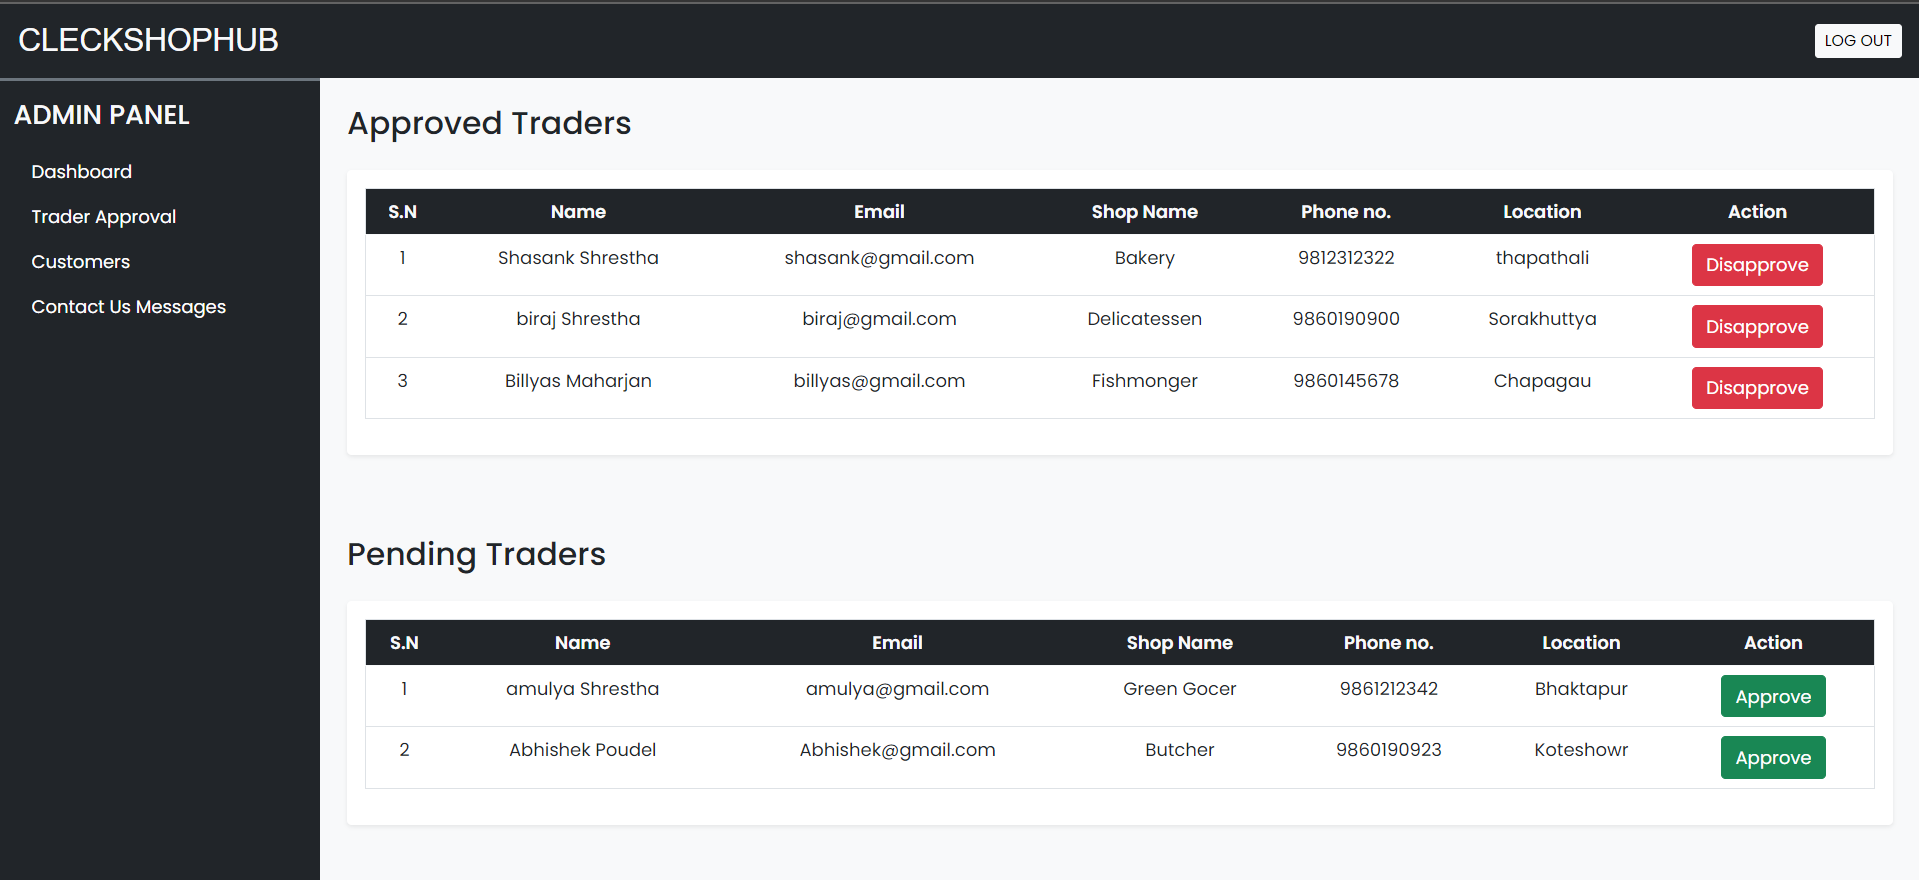 CLECKSHOPHUB
LOG OUT
ADMIN PANEL
Dashboard
Trader Approval
Customers
Contact Us Messages
Approved Traders
S.N Name Email Shop Name Phone no. Location Action
1 Shasank Shrestha shasank@gmail.com Bakery 9812312322 thapathali Disapprove
2 biraj Shrestha biraj@gmail.com Delicatessen 9860190900 Sorakhuttya Disapprove
3 Billyas Maharjan billyas@gmail.com Fishmonger 9860145678 Chapagau Disapprove
Pending Traders
S.N Name Email Shop Name Phone no. Location Action
1 amulya Shrestha amulya@gmail.com Green Gocer 9861212342 Bhaktapur Approve
2 Abhishek Poudel Abhishek@gmail.com Butcher 9860190923 Koteshowr Approve